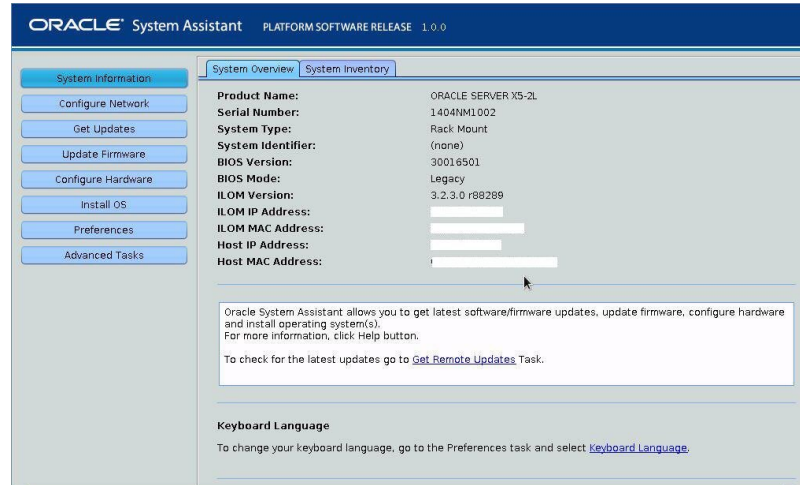 ORACLE System Assistant PLATFORM SOFTWARE RELEASE 1.0.0
System Information
Configure Network
Get Updates
Update Firmware
Configure Hardware
Install OS
Preferences
Advanced Tasks
System Overview System Inventory
Product Name: ORACLE SERVER X5-2L
Serial Number: 1404NM1002
System Type: Rack Mount
System Identifier: (none)
BIOS Version: 30016501
BIOS Mode: Legacy
ILOM Version: 3.2.3.0 r88289
ILOM IP Address:
ILOM MAC Address:
Host IP Address:
Host MAC Address:
Oracle System Assistant allows you to get latest software/firmware updates, update firmware, configure hardware
and install operating system(s).
For more information, click Help button.
To check for the latest updates go to Get Remote Updates Task.
Keyboard Language
To change your keyboard language, go to the Preferences task and select Keyboard Language.